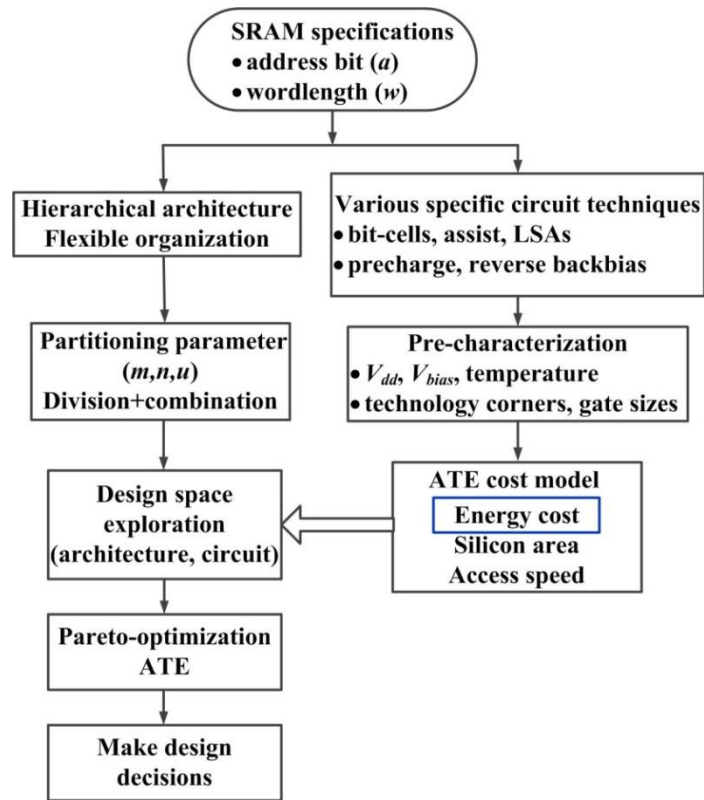 SRAM specifications
• address bit (a)
• wordlength (w)
Hierarchical architecture
Flexible organization
Various specific circuit techniques
• bit-cells, assist, LSAs
• precharge, reverse backbias
Partitioning parameter
(m,n,u)
Division+combination
Pre-characterization
• Vdd, Vbias, temperature
• technology corners, gate sizes
Design space
exploration
(architecture, circuit)
ATE cost model
Energy cost
Silicon area
Access speed
Pareto-optimization
ATE
Make design
decisions